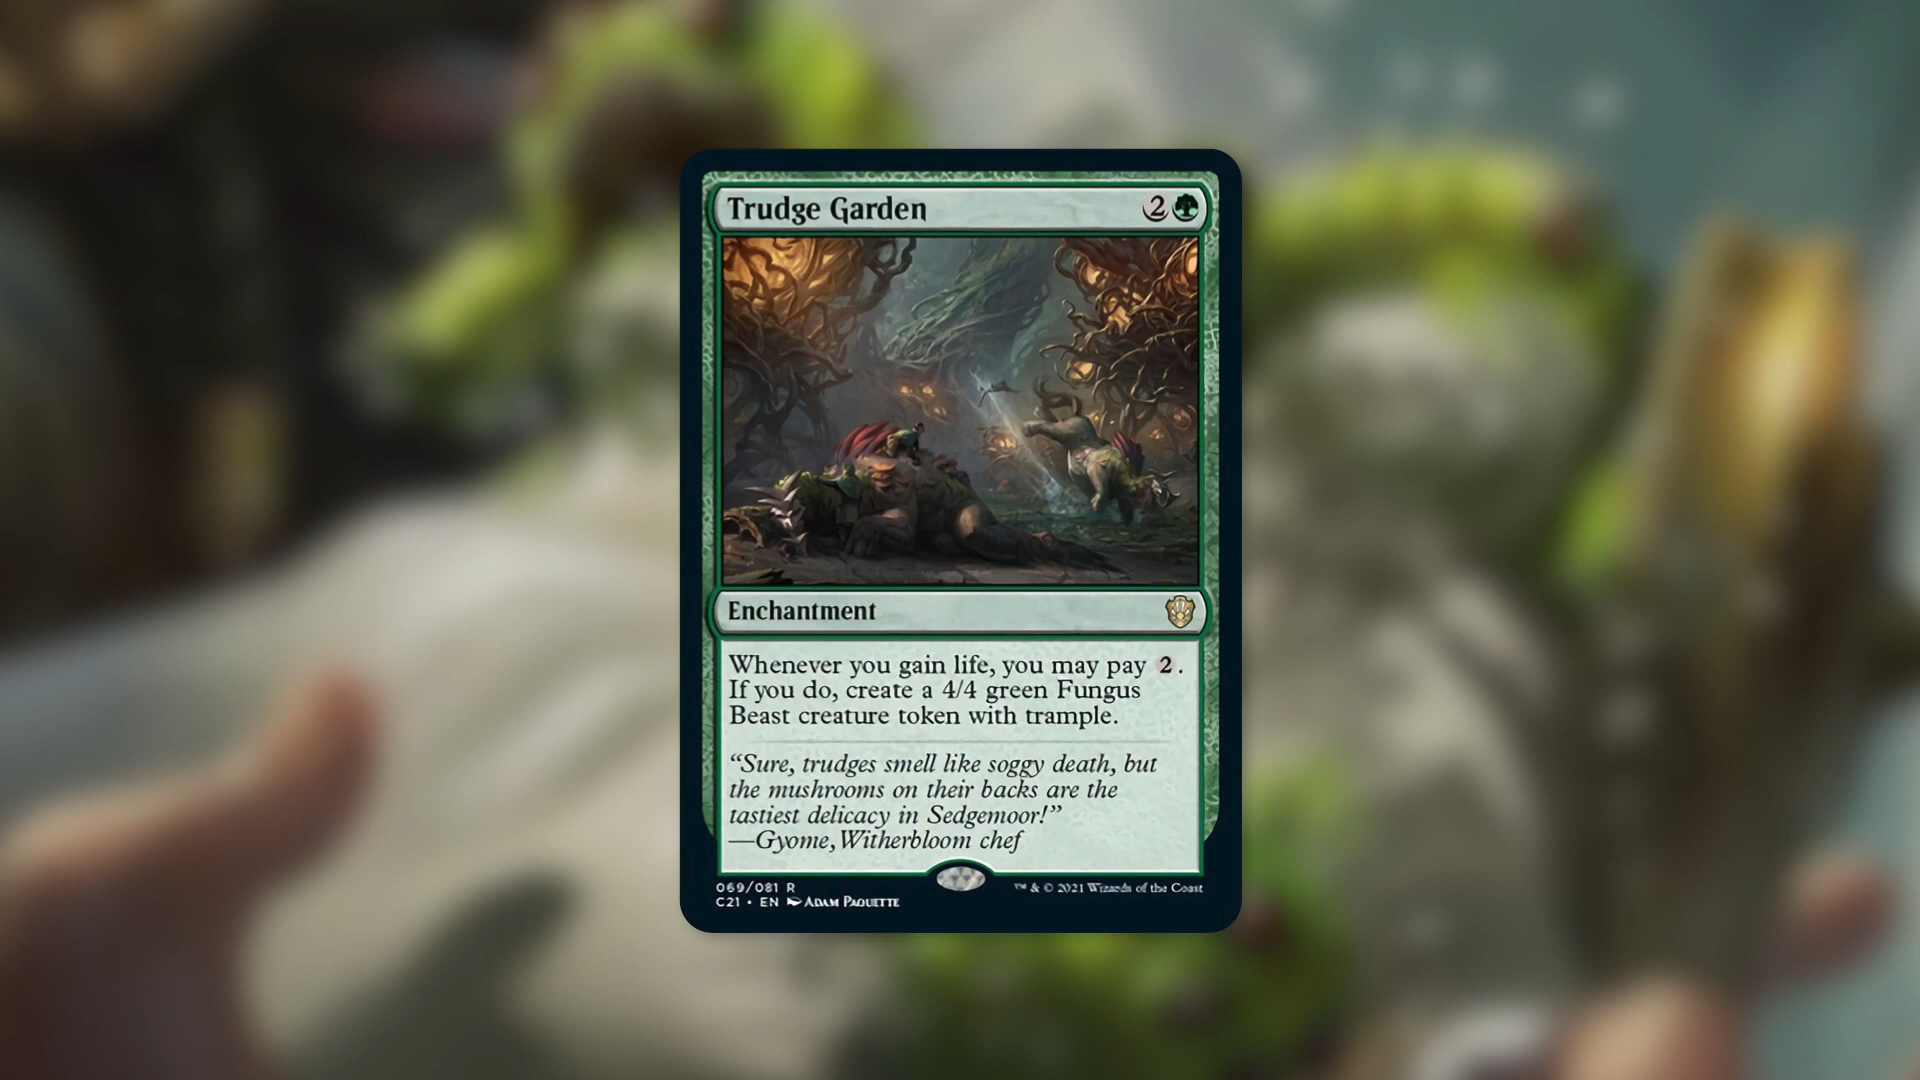 Trudge Garden 2
Enchantment
Whenever you gain life, you may pay 2.
If you do, create a 4/4 green Fungus
Beast creature token with trample.
“Sure, trudges smell like soggy death, but
the mushrooms on their backs are the
tastiest delicacy in Sedgemoor!”
—Gyome, Witherbloom chef
069/081 R
™ & © 2021 Wizards of the Coast
C21 • EN Adam Paquette